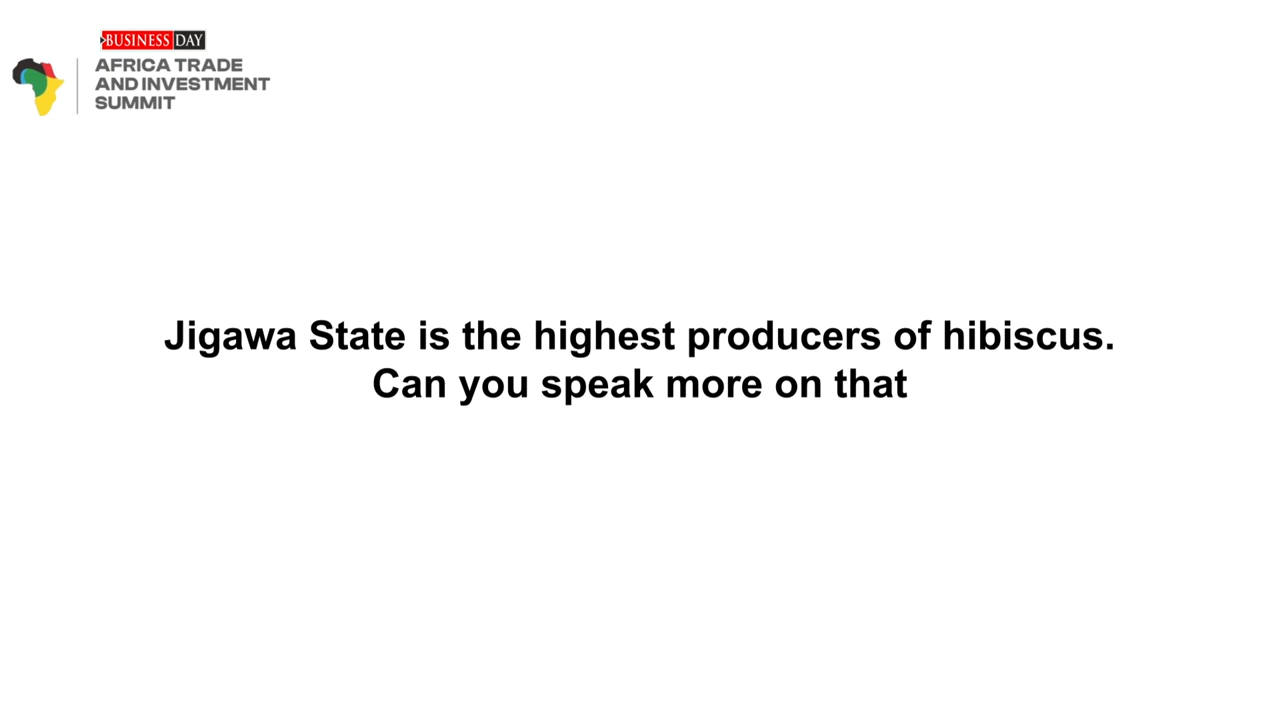 BUSINESS DAY
AFRICA TRADE
AND INVESTMENT
SUMMIT
Jigawa State is the highest producers of hibiscus.
Can you speak more on that